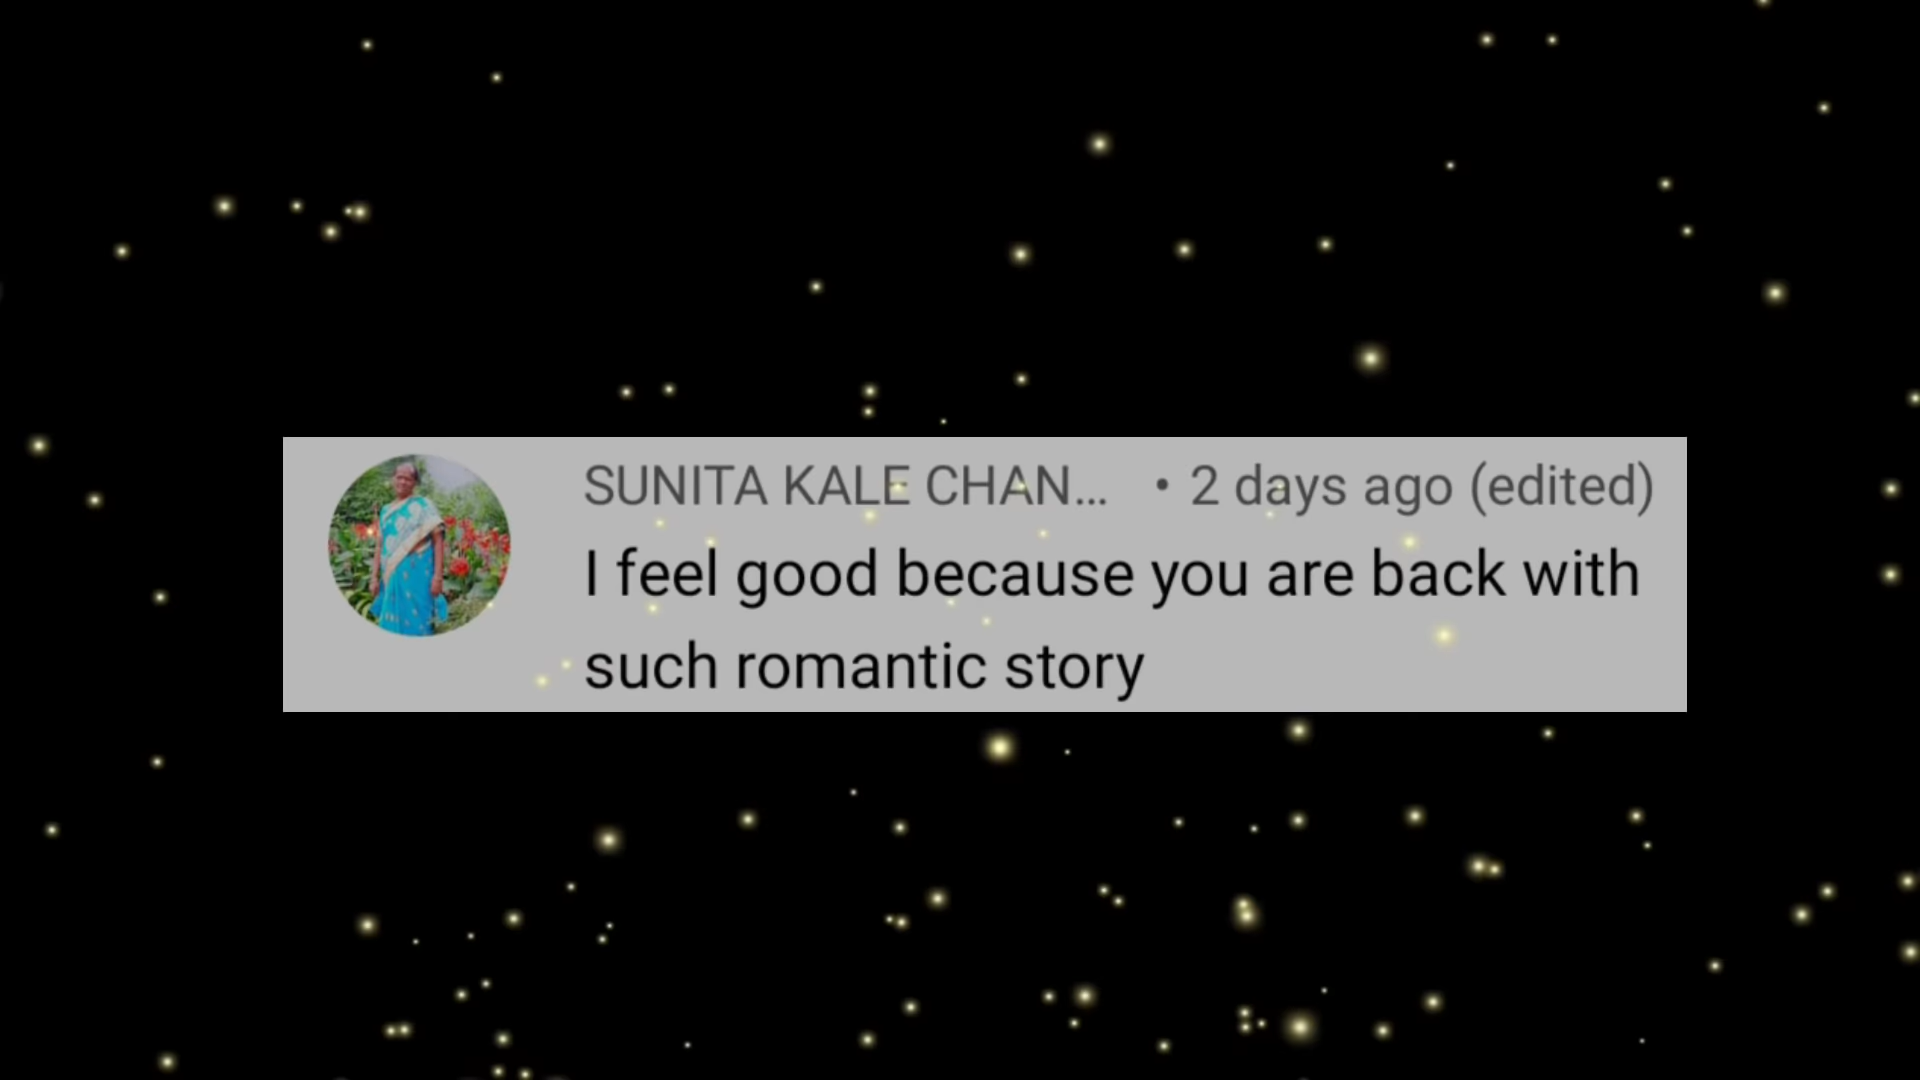 SUNITA KALE CHAN... • 2 days ago (edited)
I feel good because you are back with
such romantic story